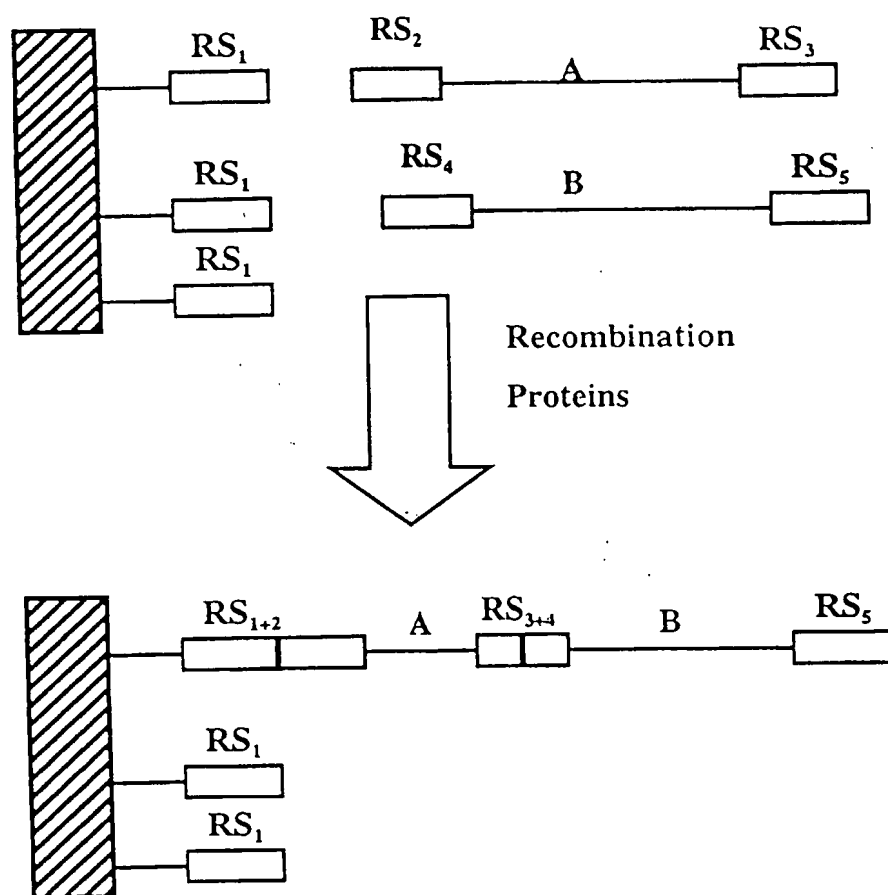 RS₁ RS₂ A RS₃
RS₁ RS₄ B RS₅
RS₁
Recombination
Proteins
RS₁₊₂ A RS₃₊₄ B RS₅
RS₁
RS₁